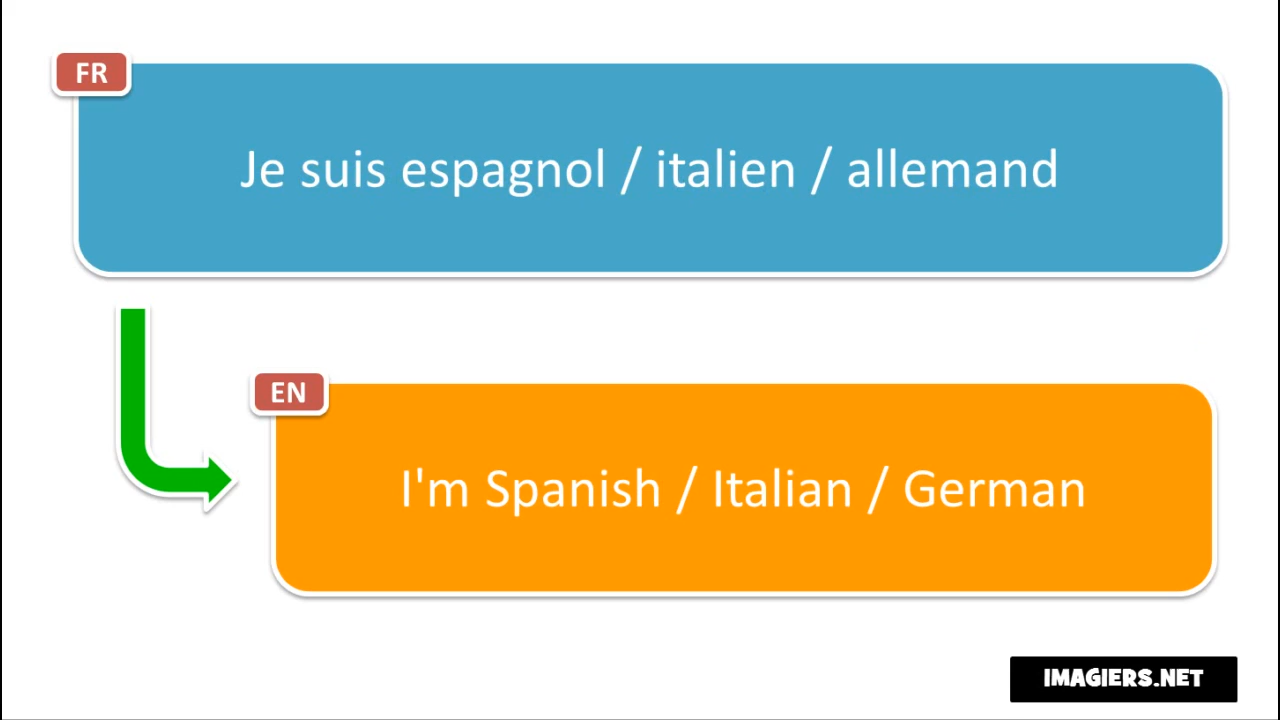 FR
Je suis espagnol / italien / allemand
EN
I'm Spanish / Italian / German
IMAGIERS.NET